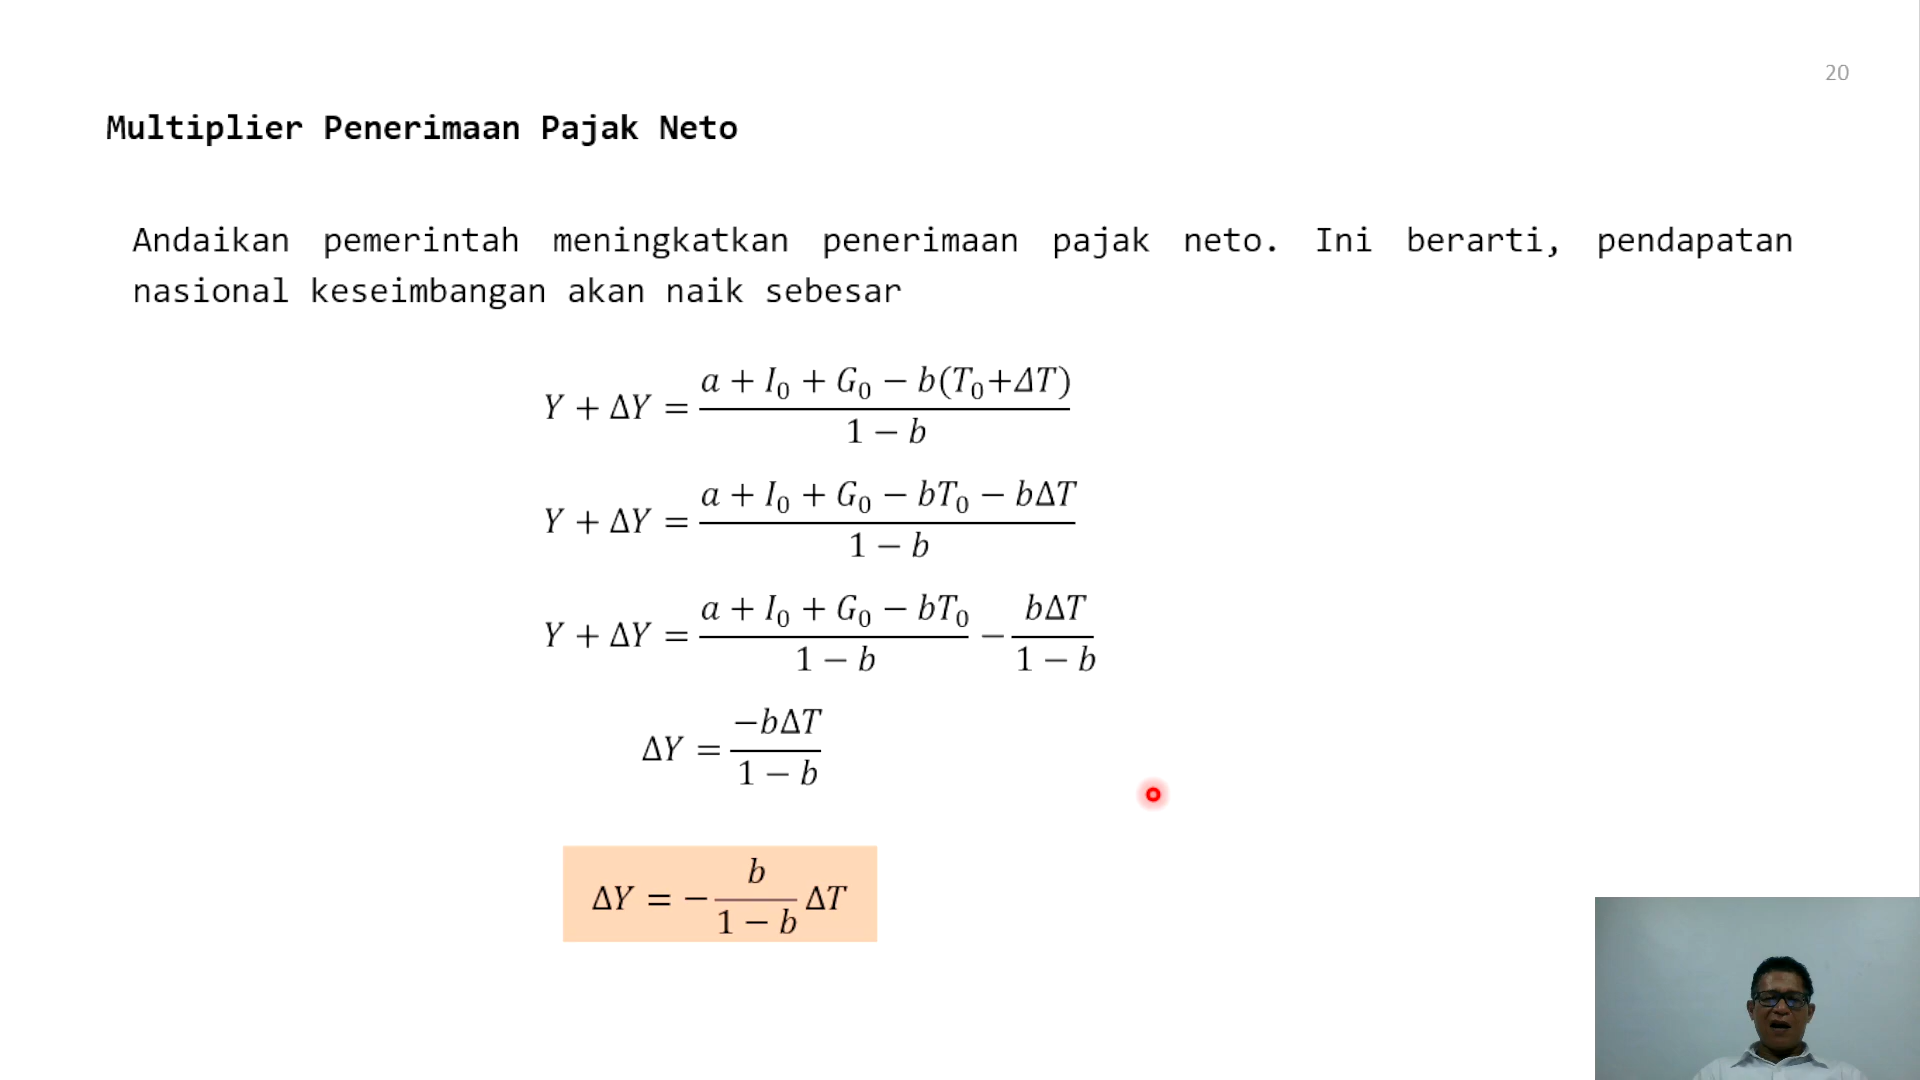 20
Multiplier Penerimaan Pajak Neto
Andaikan pemerintah meningkatkan penerimaan pajak neto. Ini berarti, pendapatan
nasional keseimbangan akan naik sebesar
Y + ΔY = (a + I₀ + G₀ − b(T₀+ΔT)) / (1 − b)
Y + ΔY = (a + I₀ + G₀ − bT₀ − bΔT) / (1 − b)
Y + ΔY = (a + I₀ + G₀ − bT₀) / (1 − b) − bΔT / (1 − b)
ΔY = −bΔT / (1 − b)
ΔY = − b / (1 − b) ΔT